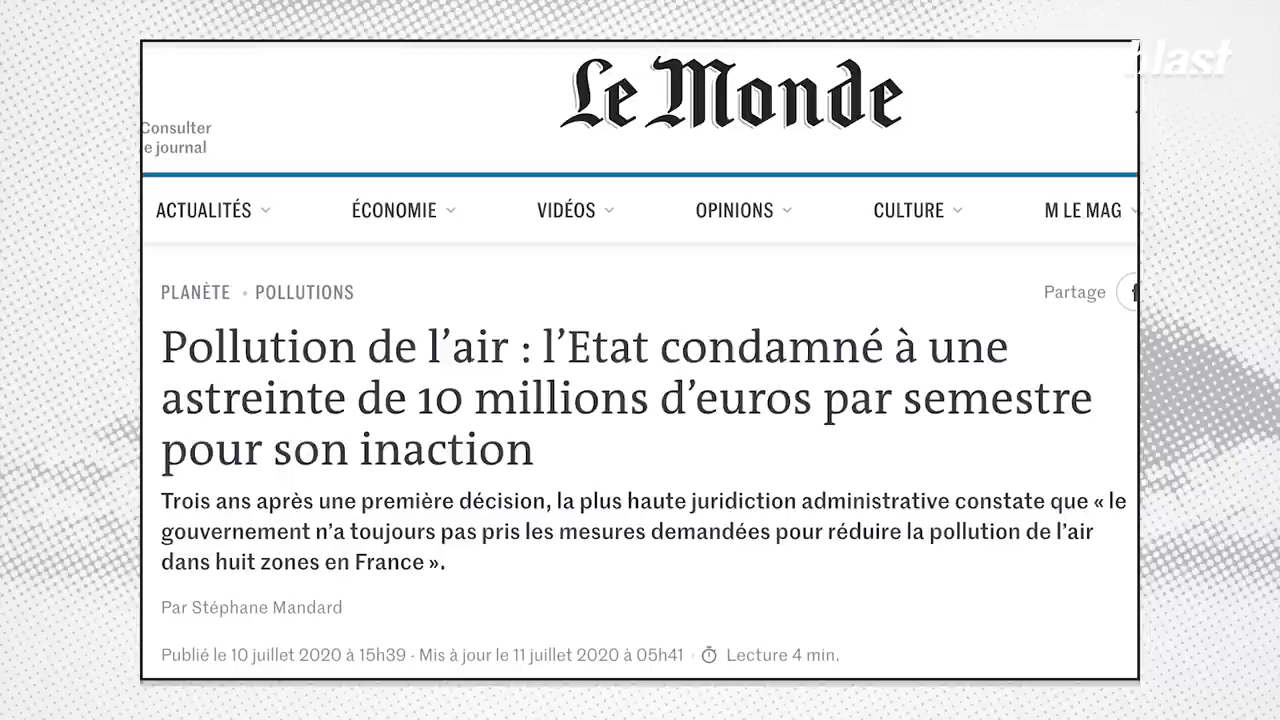 blast
Le Monde
Consulter
e journal
ACTUALITÉS
ÉCONOMIE
VIDÉOS
OPINIONS
CULTURE
M LE MAG
PLANÈTE • POLLUTIONS
Partage
Pollution de l’air : l’Etat condamné à une
astreinte de 10 millions d’euros par semestre
pour son inaction
Trois ans après une première décision, la plus haute juridiction administrative constate que « le
gouvernement n’a toujours pas pris les mesures demandées pour réduire la pollution de l’air
dans huit zones en France ».
Par Stéphane Mandard
Publié le 10 juillet 2020 à 15h39 - Mis à jour le 11 juillet 2020 à 05h41 · Lecture 4 min.